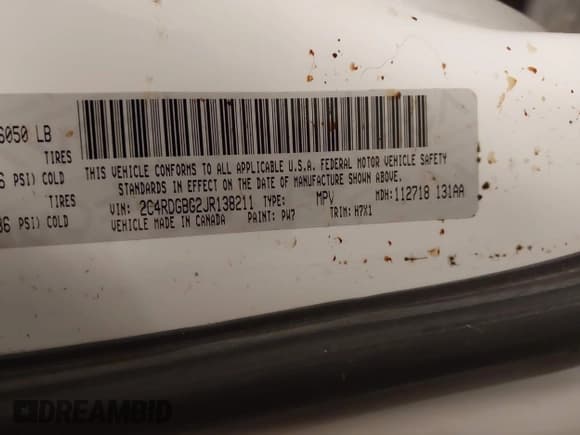 6050 LB
TIRES
6 PSI) COLD
TIRES
36 PSI) COLD
THIS VEHICLE CONFORMS TO ALL APPLICABLE U.S.A. FEDERAL MOTOR VEHICLE SAFETY
STANDARDS IN EFFECT ON THE DATE OF MANUFACTURE SHOWN ABOVE.
VIN: 2C4RDGBG2JR138211 TYPE: MPV MDH: 112718 131AA
VEHICLE MADE IN CANADA PAINT: PW7 TRIM: H7X1
DREAMBID